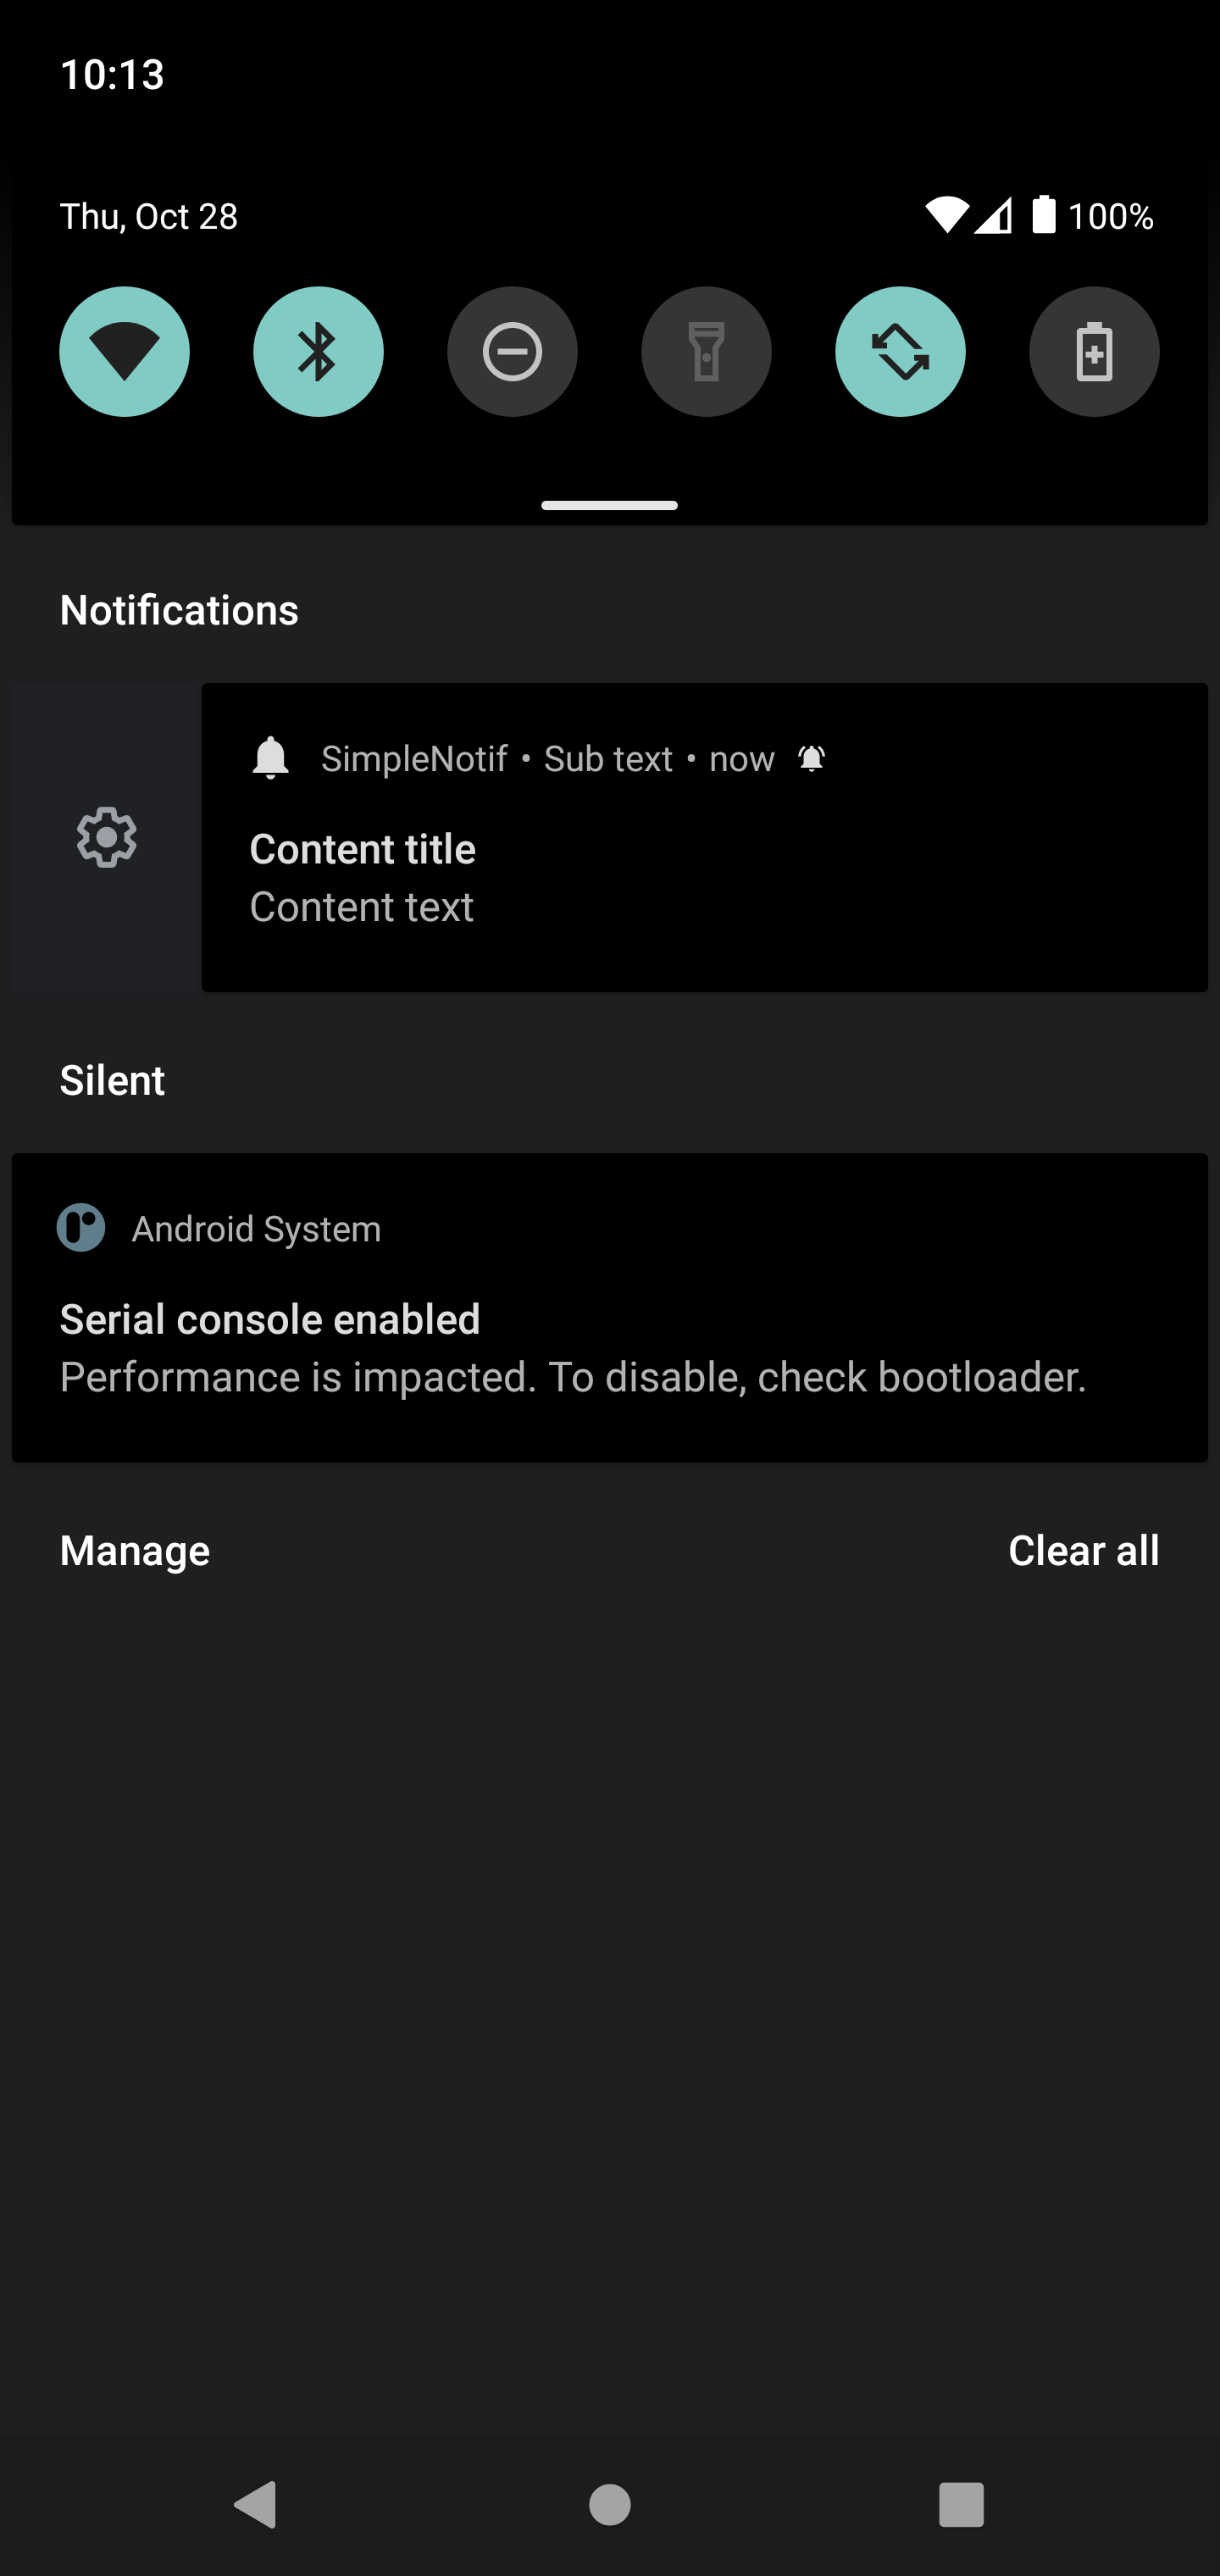 10:13
Thu, Oct 28
100%
Notifications
SimpleNotif • Sub text • now
Content title
Content text
Silent
Android System
Serial console enabled
Performance is impacted. To disable, check bootloader.
Manage
Clear all